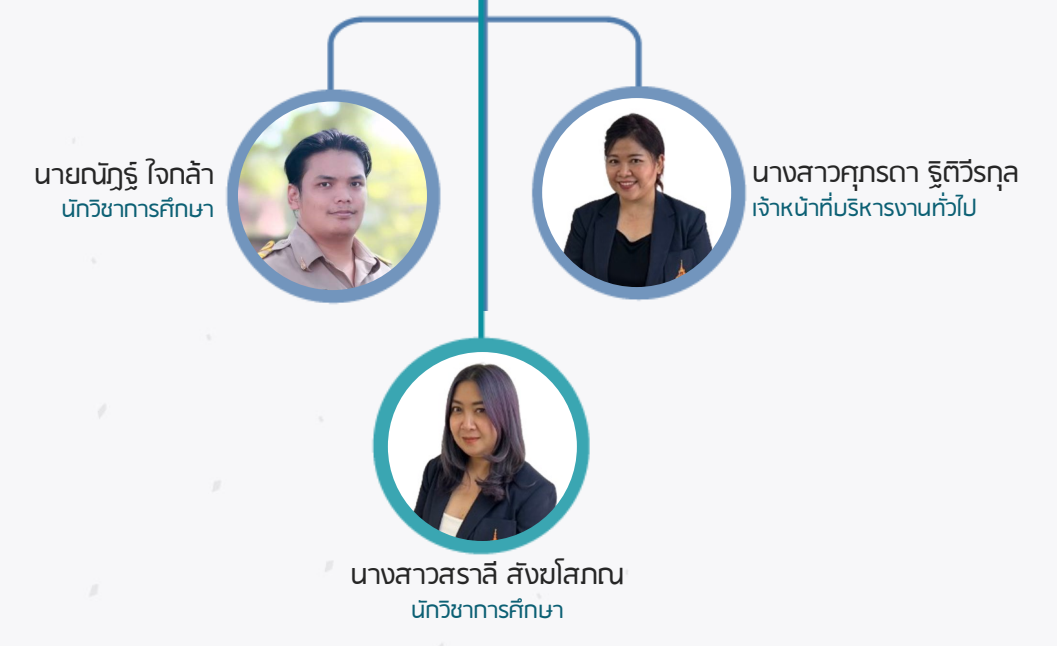 นายณัฏฐ์ ใจกล้า
นักวิชาการศึกษา
นางสาวศุภรดา ฐิติวีรกุล
เจ้าหน้าที่บริหารงานทั่วไป
นางสาวสราลี สังฆโสภณ
นักวิชาการศึกษา